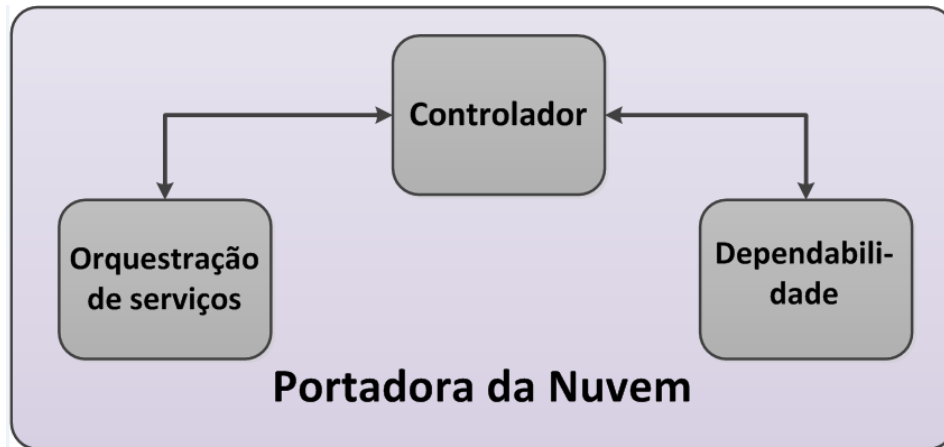 Controlador
Orquestração
de serviços
Dependabili-
dade
Portadora da Nuvem